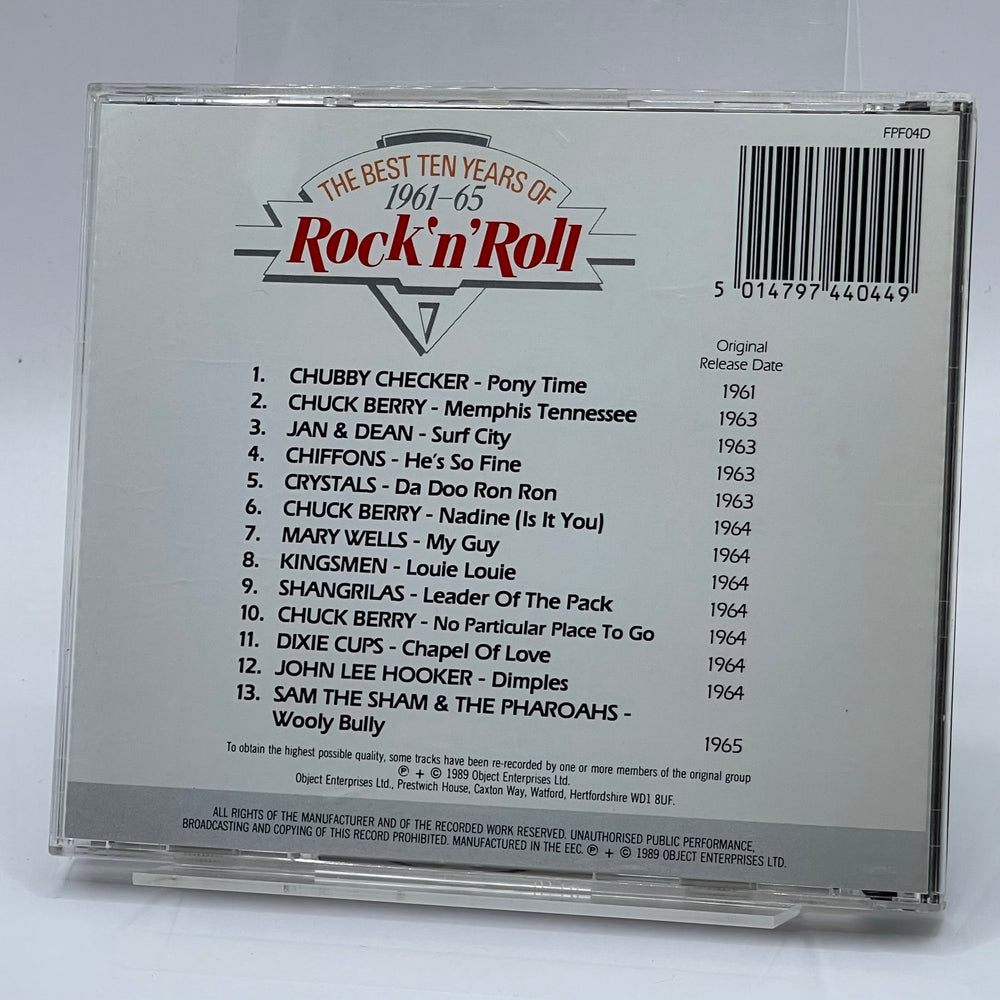 FPF04D
THE BEST TEN YEARS OF
1961–65
Rock'n'Roll
5 014797 440449
Original
Release Date
1. CHUBBY CHECKER - Pony Time 1961
2. CHUCK BERRY - Memphis Tennessee 1963
3. JAN & DEAN - Surf City 1963
4. CHIFFONS - He's So Fine 1963
5. CRYSTALS - Da Doo Ron Ron 1963
6. CHUCK BERRY - Nadine (Is It You) 1964
7. MARY WELLS - My Guy 1964
8. KINGSMEN - Louie Louie 1964
9. SHANGRILAS - Leader Of The Pack 1964
10. CHUCK BERRY - No Particular Place To Go 1964
11. DIXIE CUPS - Chapel Of Love 1964
12. JOHN LEE HOOKER - Dimples 1964
13. SAM THE SHAM & THE PHAROAHS -
Wooly Bully 1965
To obtain the highest possible quality, some tracks have been re-recorded by one or more members of the original group
℗ + © 1989 Object Enterprises Ltd.
Object Enterprises Ltd., Prestwich House, Caxton Way, Watford, Hertfordshire WD1 8UF.
ALL RIGHTS OF THE MANUFACTURER AND OF THE RECORDED WORK RESERVED. UNAUTHORISED PUBLIC PERFORMANCE,
BROADCASTING AND COPYING OF THIS RECORD PROHIBITED. MANUFACTURED IN THE EEC. ℗ + © 1989 OBJECT ENTERPRISES LTD.